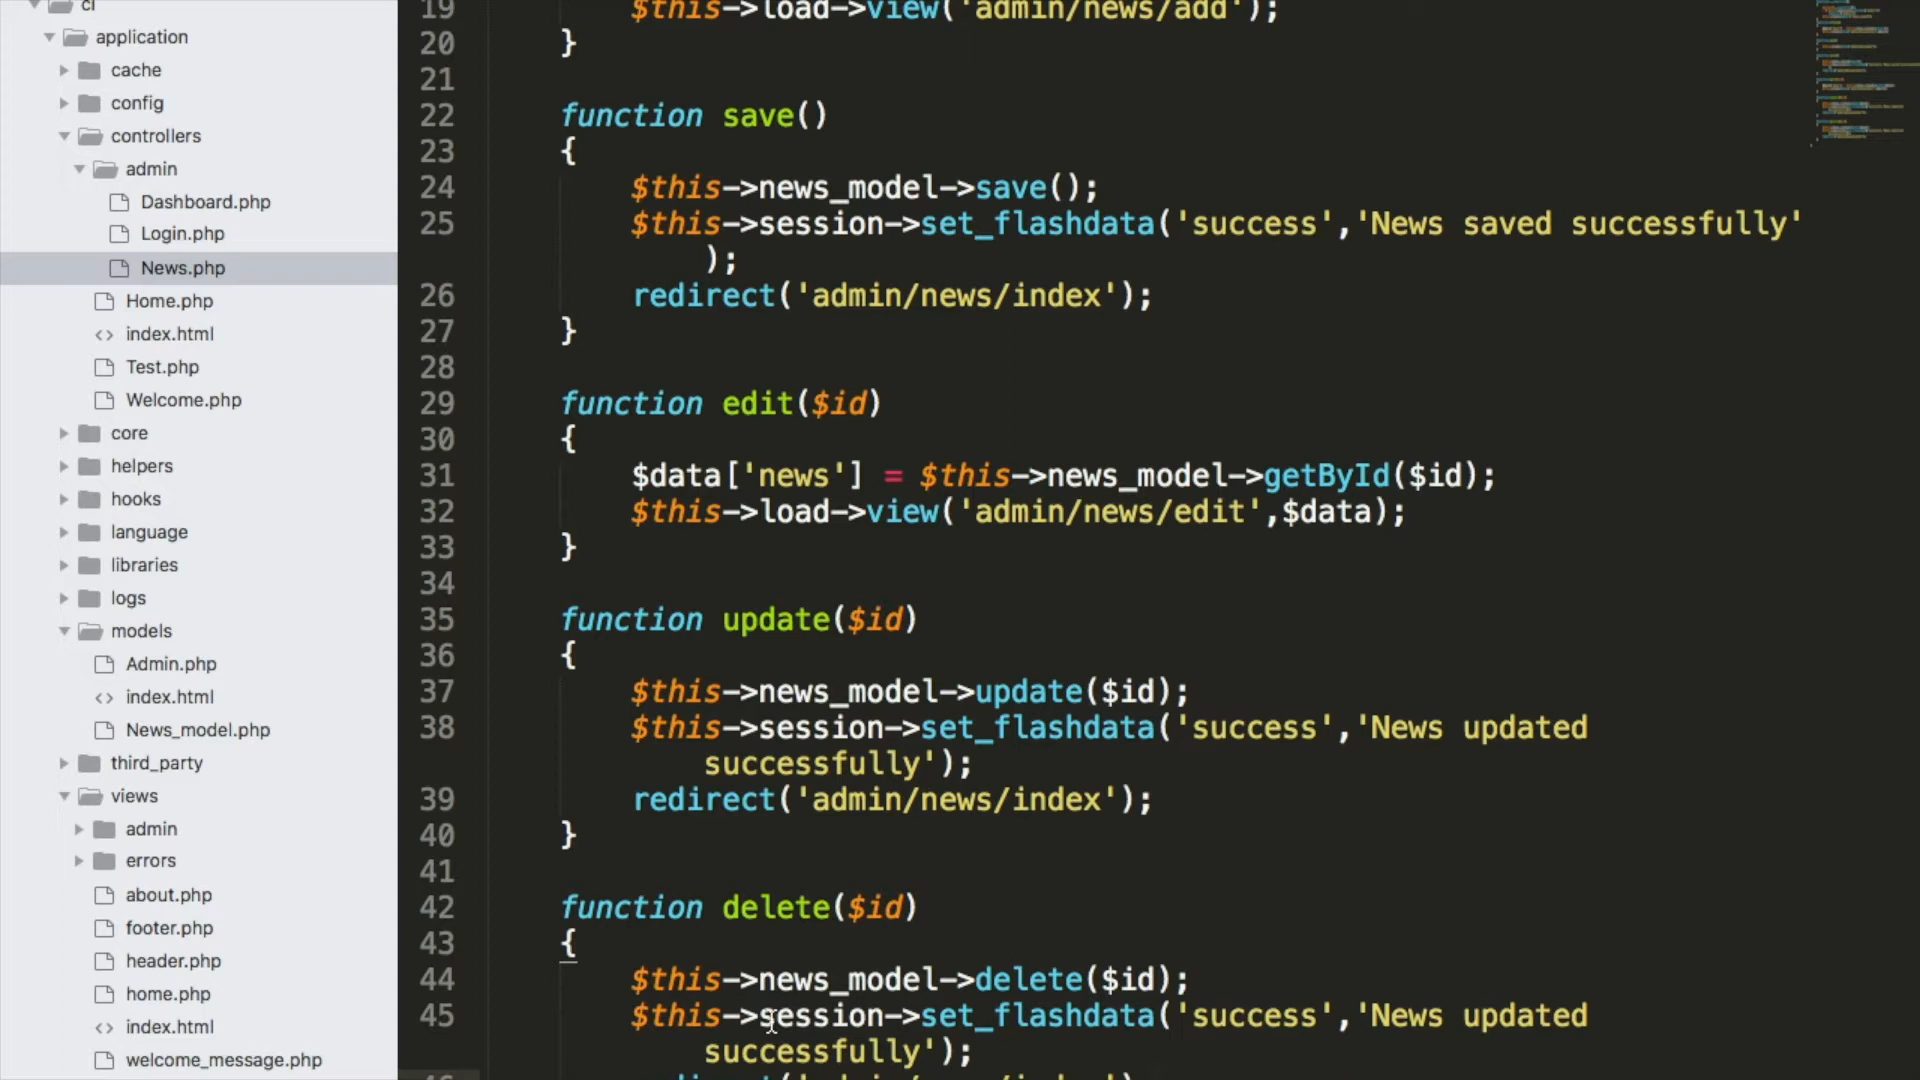 ci
application
cache
config
controllers
admin
Dashboard.php
Login.php
News.php
Home.php
<> index.html
Test.php
Welcome.php
core
helpers
hooks
language
libraries
logs
models
Admin.php
<> index.html
News_model.php
third_party
views
admin
errors
about.php
footer.php
header.php
home.php
<> index.html
welcome_message.php
19 $this->load->view('admin/news/add');
20 }
21
22 function save()
23 {
24 $this->news_model->save();
25 $this->session->set_flashdata('success','News saved successfully'
);
26 redirect('admin/news/index');
27 }
28
29 function edit($id)
30 {
31 $data['news'] = $this->news_model->getById($id);
32 $this->load->view('admin/news/edit',$data);
33 }
34
35 function update($id)
36 {
37 $this->news_model->update($id);
38 $this->session->set_flashdata('success','News updated
successfully');
39 redirect('admin/news/index');
40 }
41
42 function delete($id)
43 {
44 $this->news_model->delete($id);
45 $this->session->set_flashdata('success','News updated
successfully');